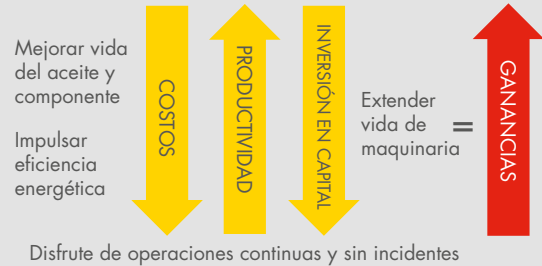 Mejorar vida
del aceite y
componente
Impulsar
eficiencia
energética
COSTOS
PRODUCTIVIDAD
INVERSIÓN EN CAPITAL
Extender
vida de
maquinaria
=
GANANCIAS
Disfrute de operaciones continuas y sin incidentes